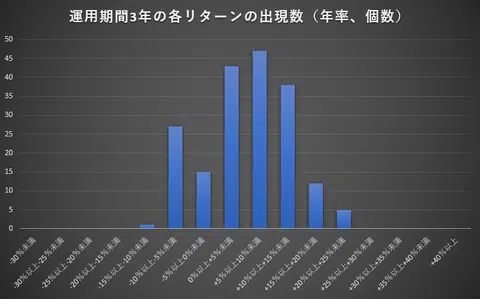 運用期間3年の各リターンの出現数（年率、個数）
50
45
40
35
30
25
20
15
10
5
0
-30%未満
-30%以上-25%未満
-25%以上-20%未満
-20%以上-15%未満
-15%以上-10%未満
-10%以上-5%未満
-5%以上0%未満
0%以上+5%未満
+5%以上+10%未満
+10%以上+15%未満
+15%以上+20%未満
+20%以上+25%未満
+25%以上+30%未満
+30%以上+35%未満
+35%以上+40%未満
+40%以上